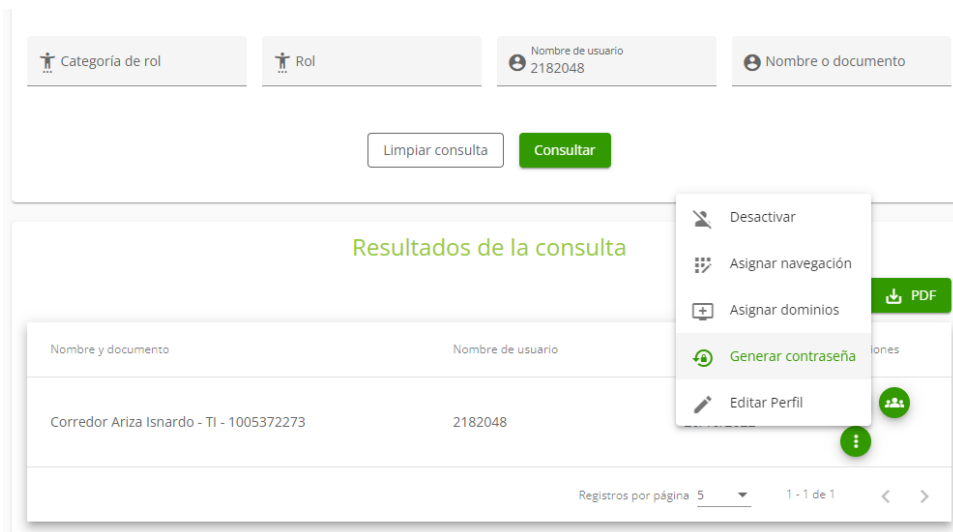 Categoría de rol
Rol
Nombre de usuario
2182048
Nombre o documento
Limpiar consulta
Consultar
Desactivar
Resultados de la consulta
Asignar navegación
Asignar dominios
PDF
Nombre y documento
Nombre de usuario
Generar contraseña
iones
Editar Perfil
Corredor Ariza Isnardo - TI - 1005372273
2182048
Registros por página 5
1 - 1 de 1